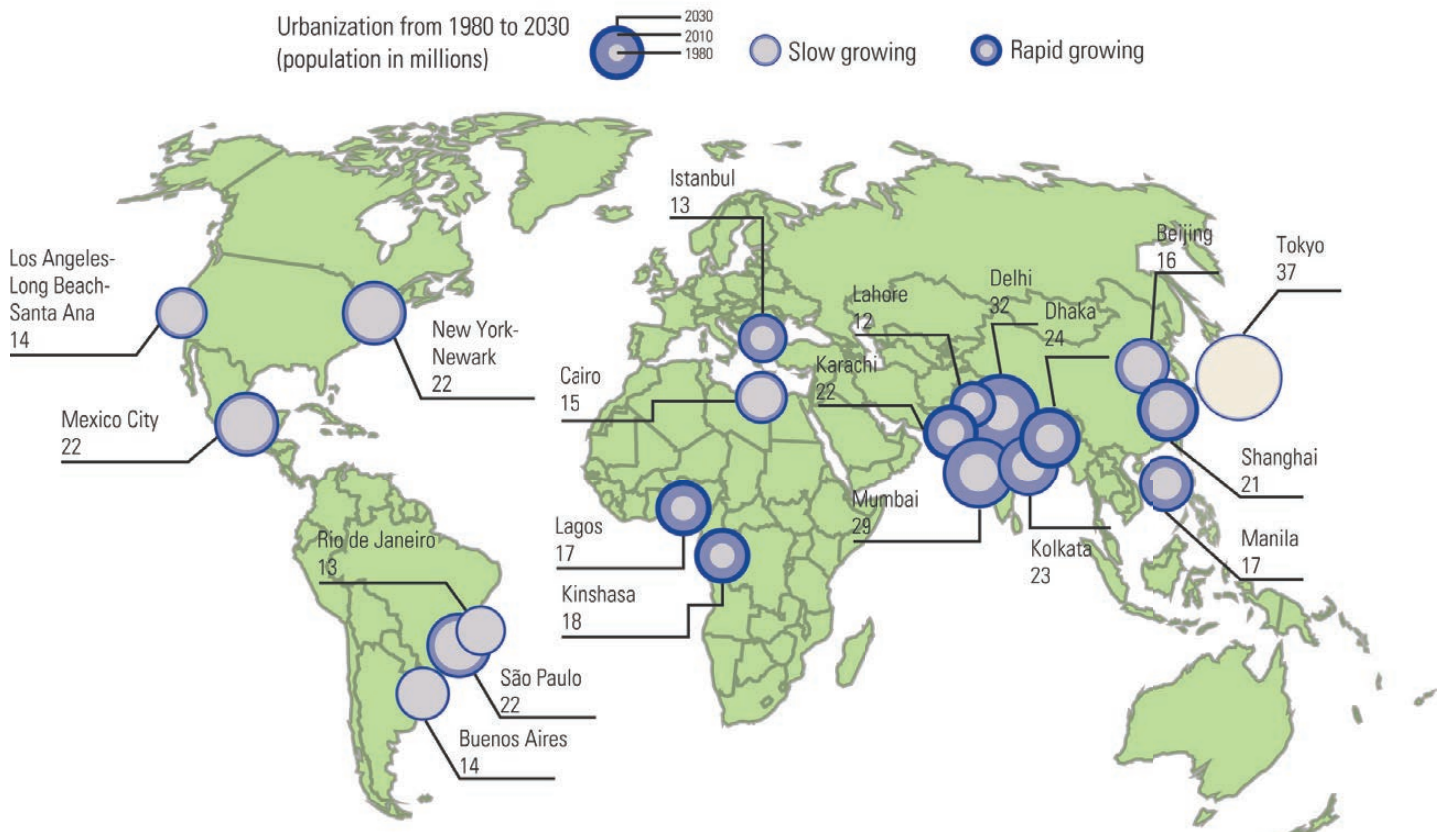 Urbanization from 1980 to 2030
(population in millions)
2030
2010
1980
Slow growing
Rapid growing
Istanbul
13
Beijing
16
Tokyo
37
Los Angeles-
Long Beach-
Santa Ana
14
Lahore
12
Delhi
32
Dhaka
24
New York-
Newark
22
Cairo
15
Karachi
22
Mexico City
22
Shanghai
21
Mumbai
29
Lagos
17
Kolkata
23
Manila
17
Rio de Janeiro
13
Kinshasa
18
São Paulo
22
Buenos Aires
14